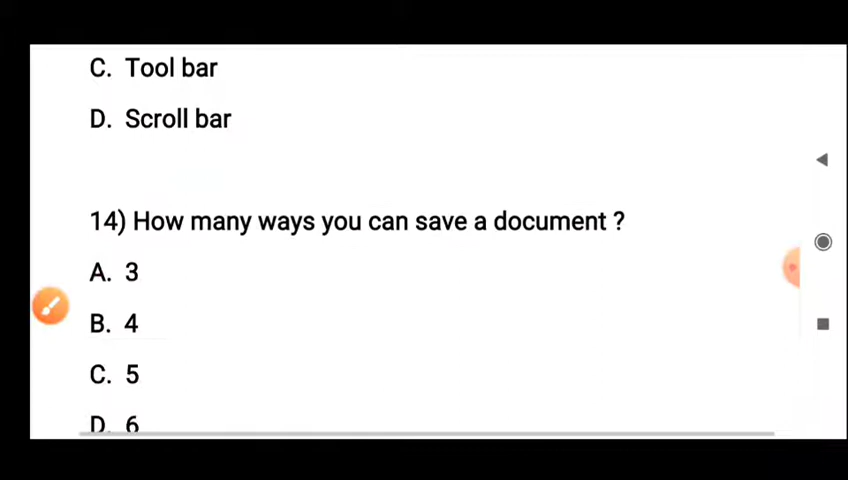 C. Tool bar
D. Scroll bar
14) How many ways you can save a document ?
A. 3
B. 4
C. 5
D. 6